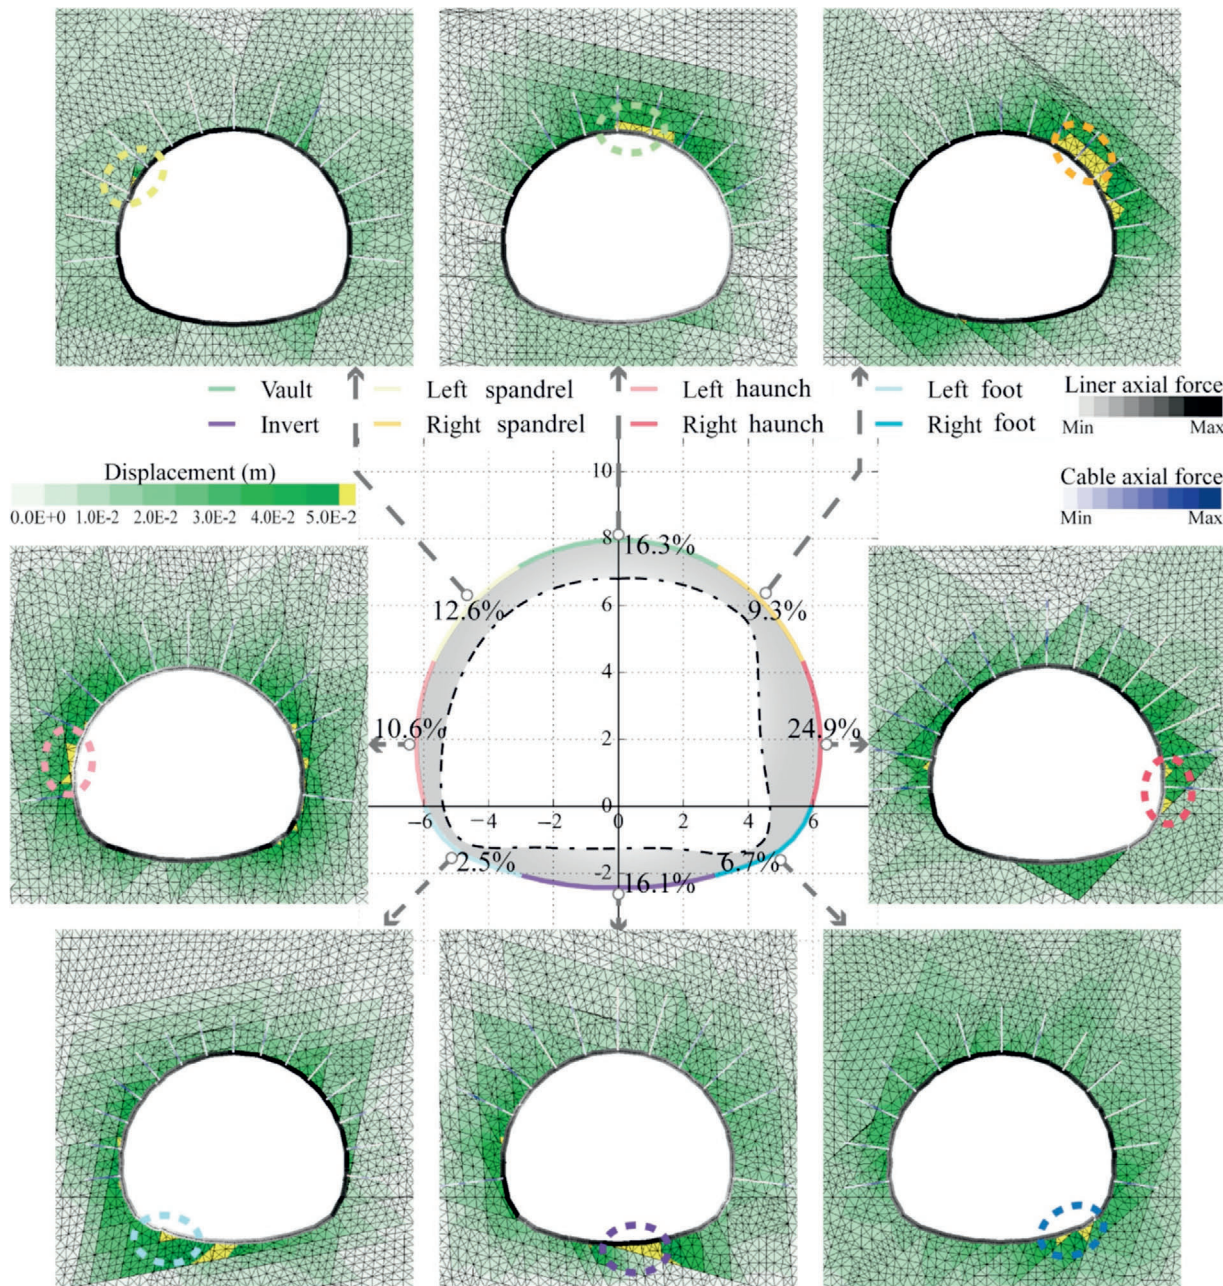 Vault Left spandrel Left haunch Left foot Liner axial force
Invert Right spandrel Right haunch Right foot Min Max
Displacement (m)
0.0E+0 1.0E-2 2.0E-2 3.0E-2 4.0E-2 5.0E-2
Cable axial force
Min Max
10
8
16.3%
6
12.6%
9.3%
4
10.6%
2
24.9%
0
−6 −4 −2 0 2 4 6
2.5%
6.7%
-2
16.1%